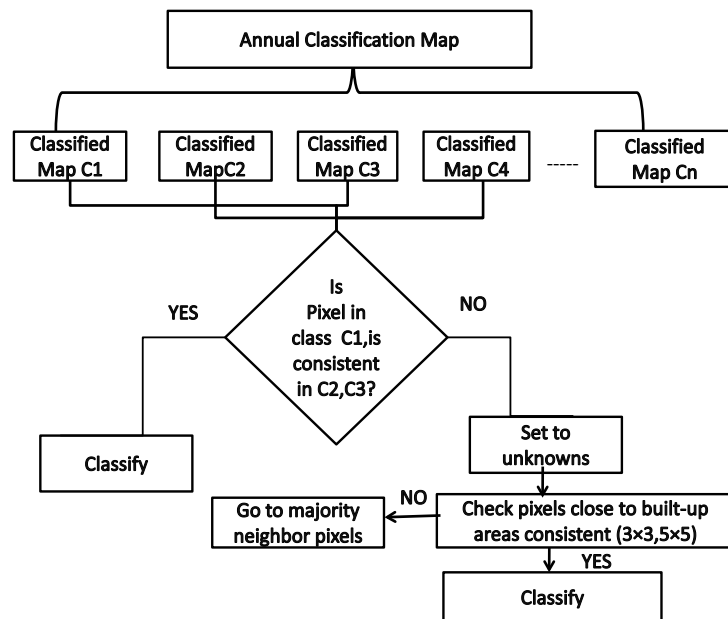 Annual Classification Map
Classified
Map C1
Classified
MapC2
Classified
Map C3
Classified
Map C4
-----
Classified
Map Cn
Is
Pixel in
class C1,is
consistent
in C2,C3?
YES
NO
Classify
Set to
unknowns
NO
Go to majority
neighbor pixels
Check pixels close to built-up
areas consistent (3×3,5×5)
YES
Classify